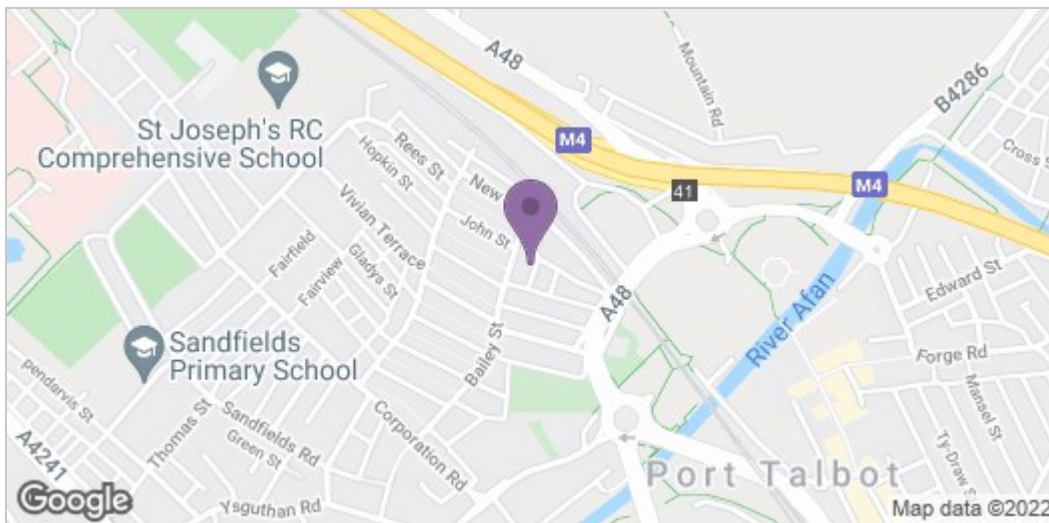 A48
Mountain Rd
B4286
St Joseph's RC
Comprehensive School
M4
Cross S
Rees St
Hopkin St
New
41
M4
Vivian Terrace
John St
Fairfield
Gladys St
Fairview
A48
Edward St
River Afan
Sandfields
Primary School
Bailey St
Forge Rd
pendarvis St
Mansel St
Corporation Rd
Thomas St
Sandfields Rd
Green St
A4241
Port Talbot
Ty-Draw S
Ysguthan Rd
Google
Map data ©2022